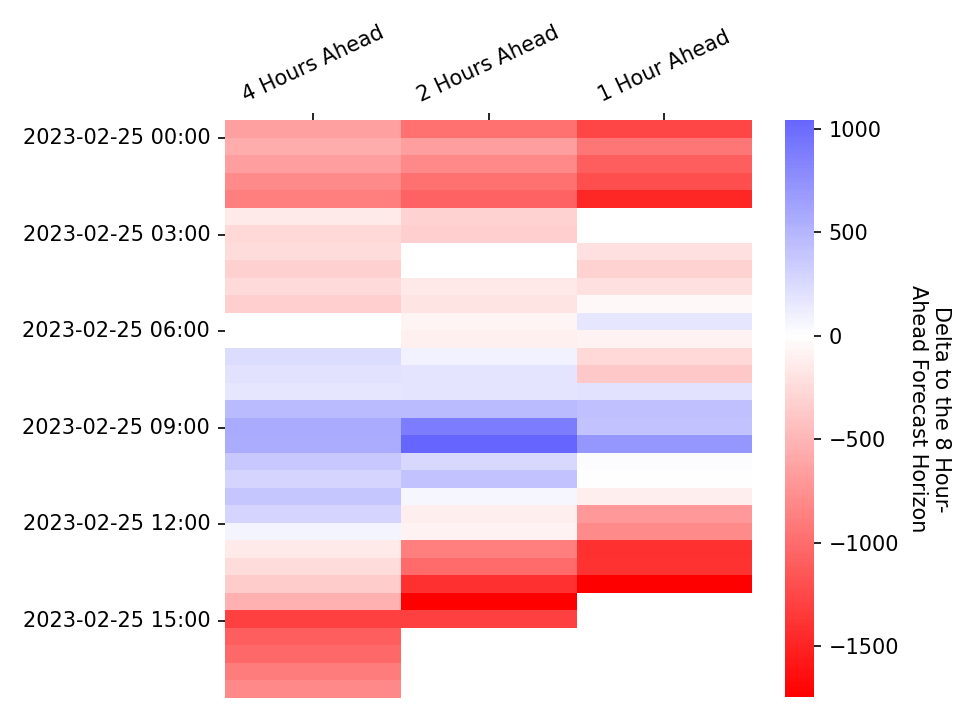 4 Hours Ahead
2 Hours Ahead
1 Hour Ahead
2023-02-25 00:00
2023-02-25 03:00
2023-02-25 06:00
2023-02-25 09:00
2023-02-25 12:00
2023-02-25 15:00
1000
500
0
−500
−1000
−1500
Delta to the 8 Hour-
Ahead Forecast Horizon